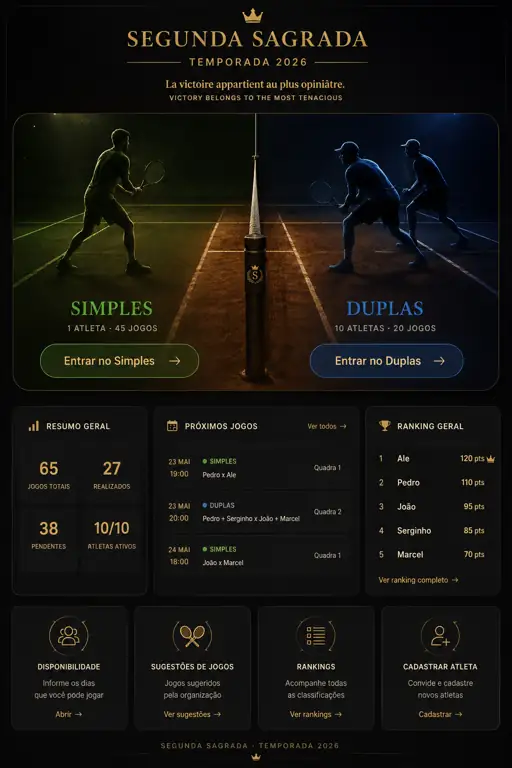 SEGUNDA SAGRADA
TEMPORADA 2026
La victoire appartient au plus opiniâtre.
VICTORY BELONGS TO THE MOST TENACIOUS
S
SIMPLES
1 ATLETA · 45 JOGOS
Entrar no Simples →
DUPLAS
10 ATLETAS · 20 JOGOS
Entrar no Duplas →
RESUMO GERAL
65
JOGOS TOTAIS
27
REALIZADOS
38
PENDENTES
10/10
ATLETAS ATIVOS
PRÓXIMOS JOGOS
Ver todos →
23 MAI
19:00
SIMPLES
Pedro x Ale
Quadra 1
23 MAI
20:00
DUPLAS
Pedro + Serginho x João + Marcel
Quadra 2
24 MAI
18:00
SIMPLES
João x Marcel
Quadra 1
RANKING GERAL
1 Ale 120 pts
2 Pedro 110 pts
3 João 95 pts
4 Serginho 85 pts
5 Marcel 70 pts
Ver ranking completo →
DISPONIBILIDADE
Informe os dias
que você pode jogar
Abrir →
SUGESTÕES DE JOGOS
Jogos sugeridos
pela organização
Ver sugestões →
RANKINGS
Acompanhe todas
as classificações
Ver rankings →
CADASTRAR ATLETA
Convide e cadastre
novos atletas
Cadastrar →
SEGUNDA SAGRADA · TEMPORADA 2026